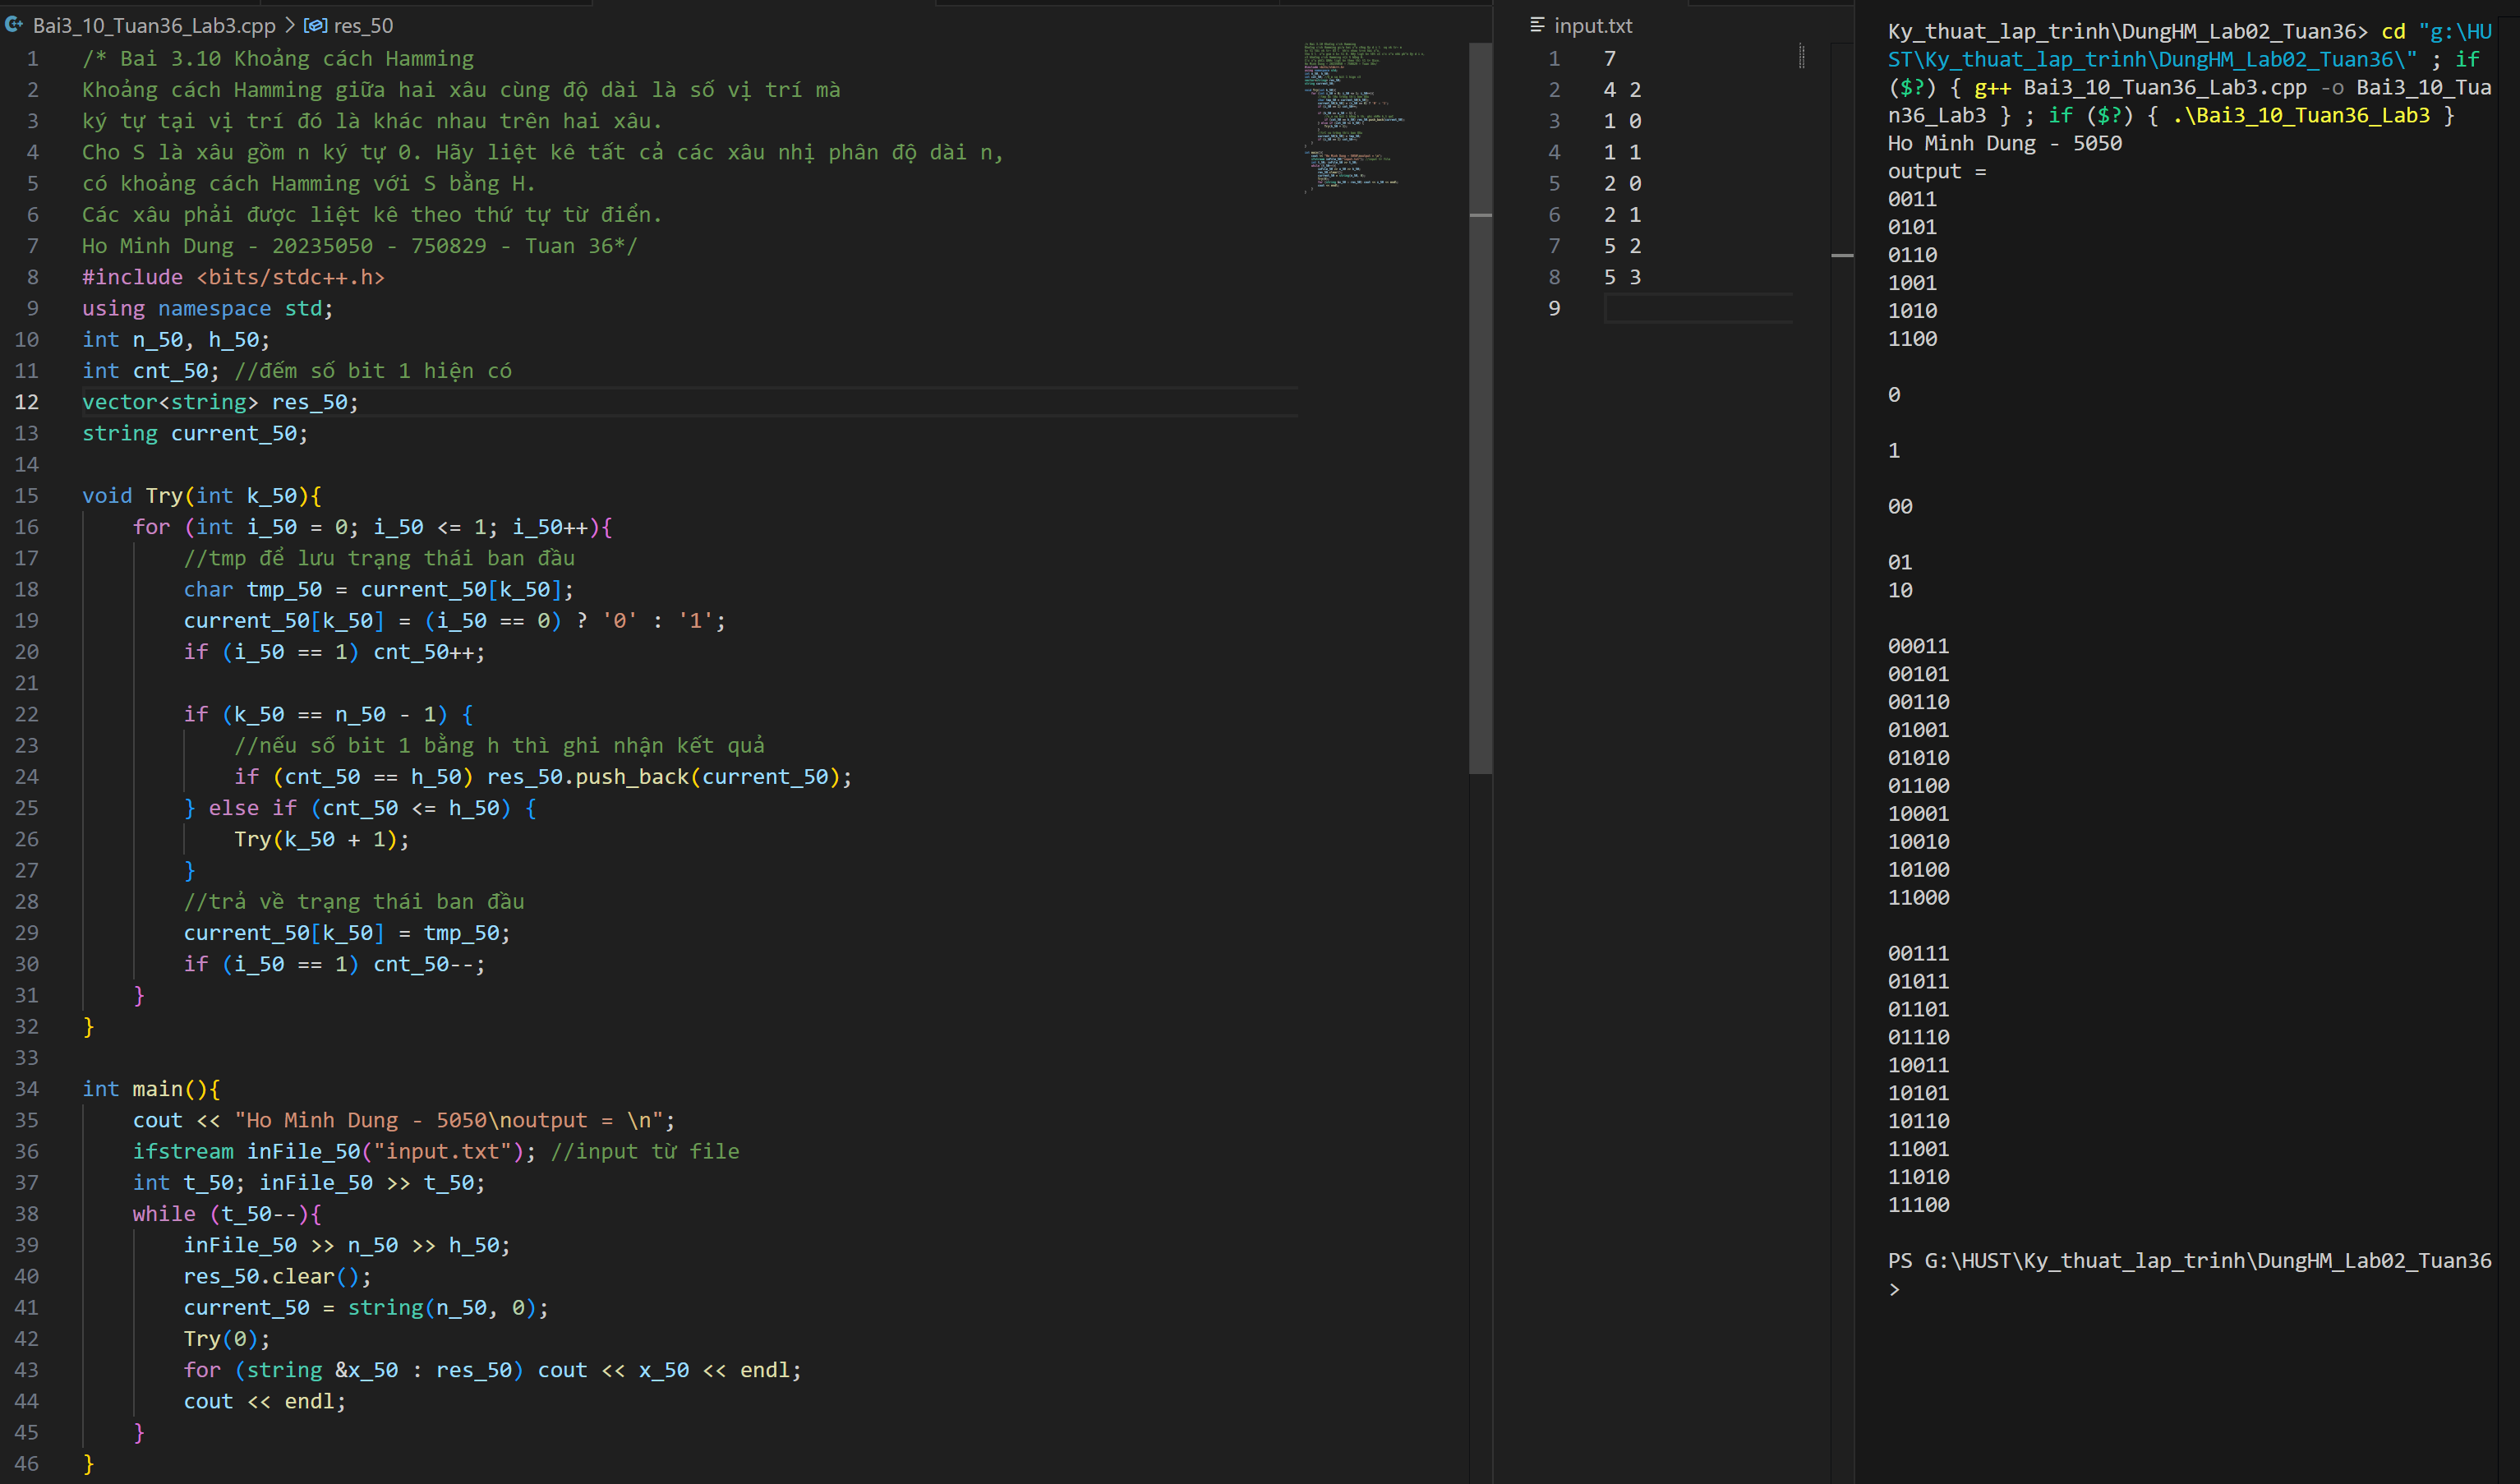 Bai3_10_Tuan36_Lab3.cpp > res_50
1 /* Bai 3.10 Khoảng cách Hamming
2 Khoảng cách Hamming giữa hai xâu cùng độ dài là số vị trí mà
3 ký tự tại vị trí đó là khác nhau trên hai xâu.
4 Cho S là xâu gồm n ký tự 0. Hãy liệt kê tất cả các xâu nhị phân độ dài n,
5 có khoảng cách Hamming với S bằng H.
6 Các xâu phải được liệt kê theo thứ tự từ điển.
7 Ho Minh Dung - 20235050 - 750829 - Tuan 36*/
8 #include <bits/stdc++.h>
9 using namespace std;
10 int n_50, h_50;
11 int cnt_50; //đếm số bit 1 hiện có
12 vector<string> res_50;
13 string current_50;
14
15 void Try(int k_50){
16     for (int i_50 = 0; i_50 <= 1; i_50++){
17         //tmp để lưu trạng thái ban đầu
18         char tmp_50 = current_50[k_50];
19         current_50[k_50] = (i_50 == 0) ? '0' : '1';
20         if (i_50 == 1) cnt_50++;
21
22         if (k_50 == n_50 - 1) {
23             //nếu số bit 1 bằng h thì ghi nhận kết quả
24             if (cnt_50 == h_50) res_50.push_back(current_50);
25         } else if (cnt_50 <= h_50) {
26             Try(k_50 + 1);
27         }
28         //trả về trạng thái ban đầu
29         current_50[k_50] = tmp_50;
30         if (i_50 == 1) cnt_50--;
31     }
32 }
33
34 int main(){
35     cout << "Ho Minh Dung - 5050\noutput = \n";
36     ifstream inFile_50("input.txt"); //input từ file
37     int t_50; inFile_50 >> t_50;
38     while (t_50--){
39         inFile_50 >> n_50 >> h_50;
40         res_50.clear();
41         current_50 = string(n_50, 0);
42         Try(0);
43         for (string &x_50 : res_50) cout << x_50 << endl;
44         cout << endl;
45     }
46 }
input.txt
1 7
2 4 2
3 1 0
4 1 1
5 2 0
6 2 1
7 5 2
8 5 3
9
Ky_thuat_lap_trinh\DungHM_Lab02_Tuan36> cd "g:\HU
ST\Ky_thuat_lap_trinh\DungHM_Lab02_Tuan36\" ; if
($?) { g++ Bai3_10_Tuan36_Lab3.cpp -o Bai3_10_Tua
n36_Lab3 } ; if ($?) { .\Bai3_10_Tuan36_Lab3 }
Ho Minh Dung - 5050
output =
0011
0101
0110
1001
1010
1100

0

1

00

01
10

00011
00101
00110
01001
01010
01100
10001
10010
10100
11000

00111
01011
01101
01110
10011
10101
10110
11001
11010
11100

PS G:\HUST\Ky_thuat_lap_trinh\DungHM_Lab02_Tuan36
>